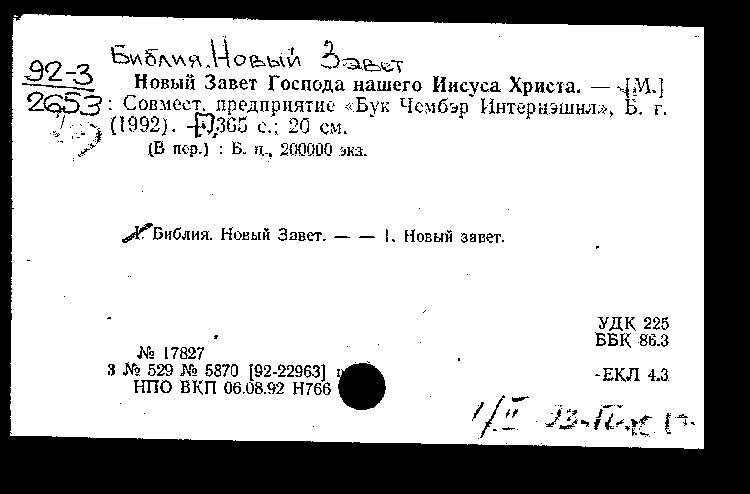 Библия. Новый Завет
92-3
2653
Новый Завет Господа нашего Иисуса Христа. — [М.]
: Совмест. предприятие «Бук Чембэр Интернэшнл», Б. г.
(1992). — 365 с.; 20 см.
(В пер.) : Б. ц., 200000 экз.
1. Библия. Новый Завет. — — 1. Новый завет.
УДК 225
ББК 86.3
№ 17827
3 № 529 № 5870 [92-22963]
-ЕКЛ 4.3
НПО ВКП 06.08.92 Н766